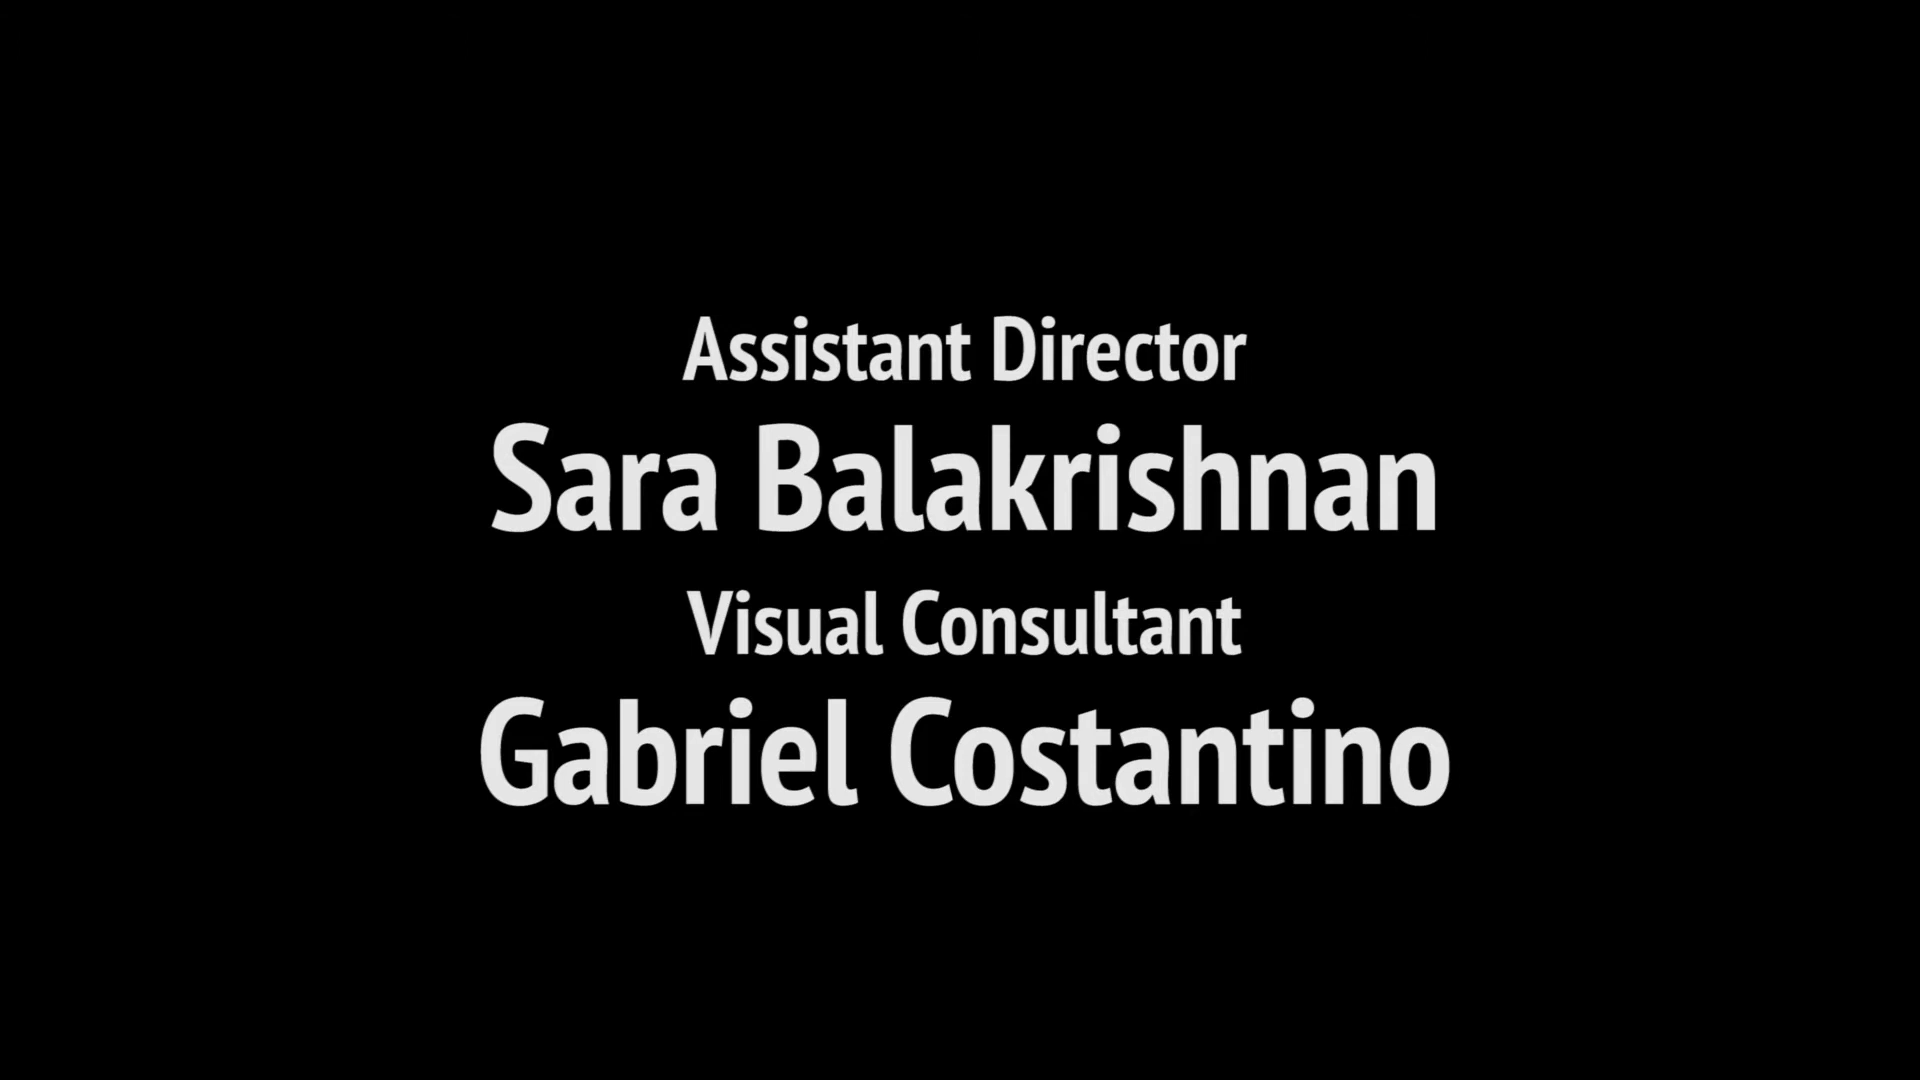 Assistant Director
Sara Balakrishnan
Visual Consultant
Gabriel Costantino